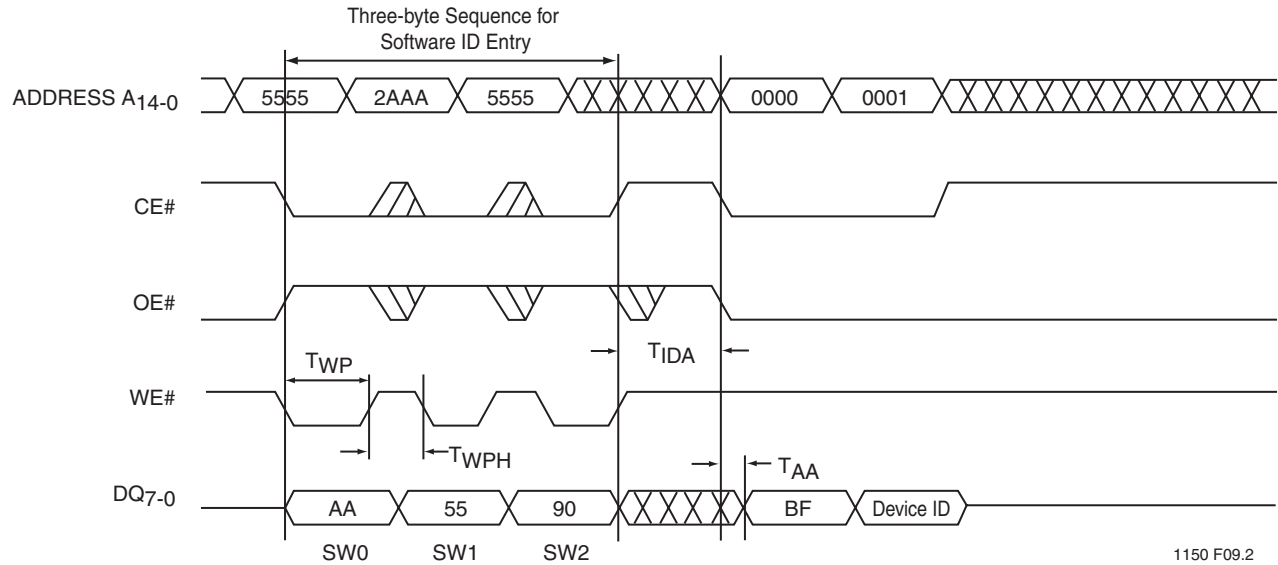 Three-byte Sequence for
Software ID Entry
ADDRESS A14-0
5555 2AAA 5555 0000 0001
CE#
OE#
TIDA
TWP
WE#
TWPH
TAA
DQ7-0
AA 55 90 BF Device ID
SW0 SW1 SW2
1150 F09.2